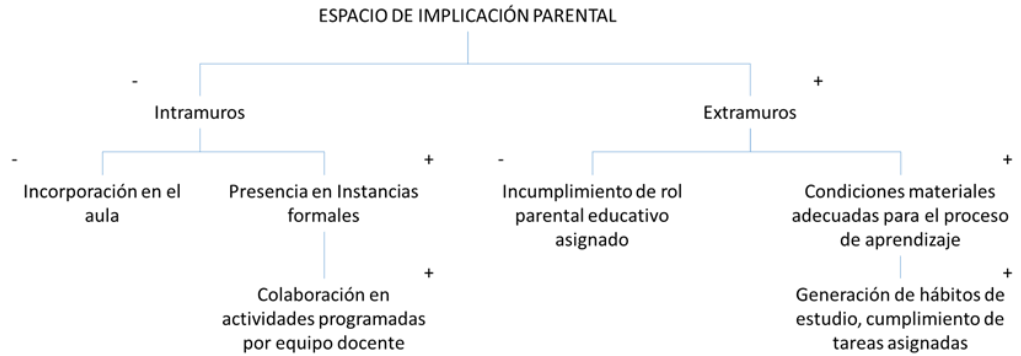 ESPACIO DE IMPLICACIÓN PARENTAL
- +
Intramuros Extramuros
- + - +
Incorporación en el
aula
Presencia en Instancias
formales
Incumplimiento de rol
parental educativo
asignado
Condiciones materiales
adecuadas para el proceso
de aprendizaje
+ +
Colaboración en
actividades programadas
por equipo docente
Generación de hábitos de
estudio, cumplimiento de
tareas asignadas